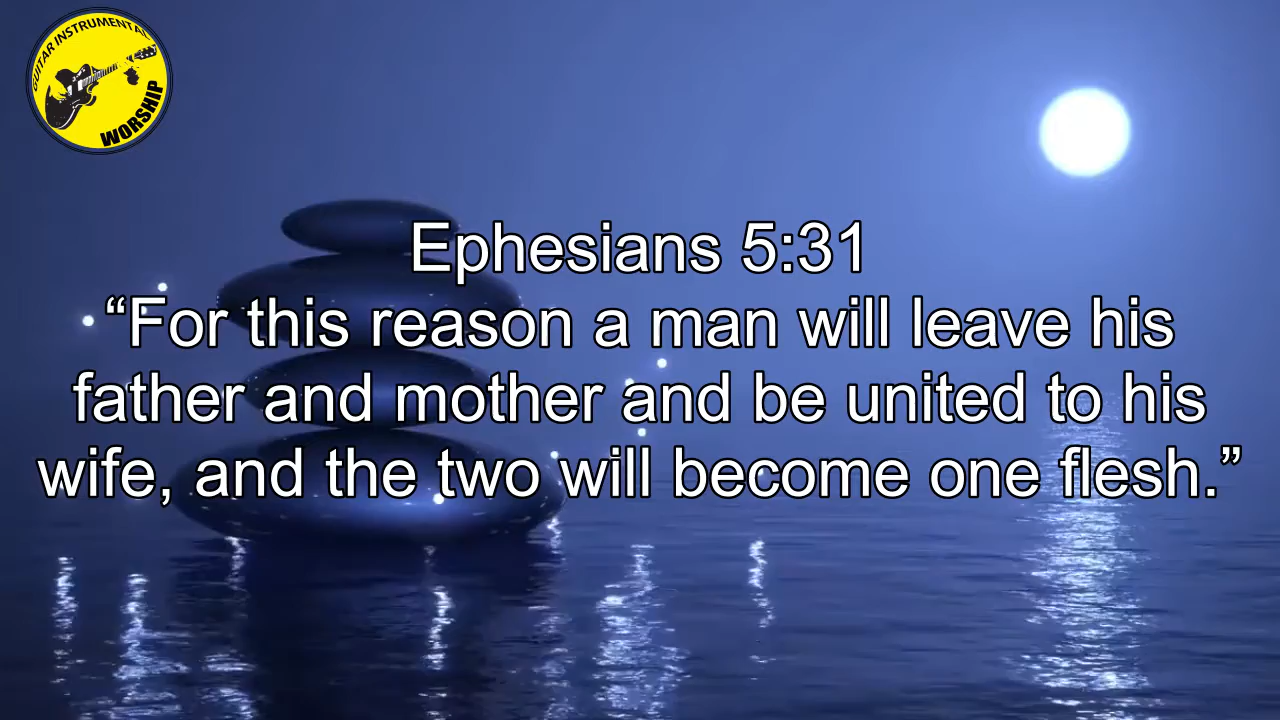 GUITAR INSTRUMENTAL
WORSHIP
Ephesians 5:31
“For this reason a man will leave his
father and mother and be united to his
wife, and the two will become one flesh.”